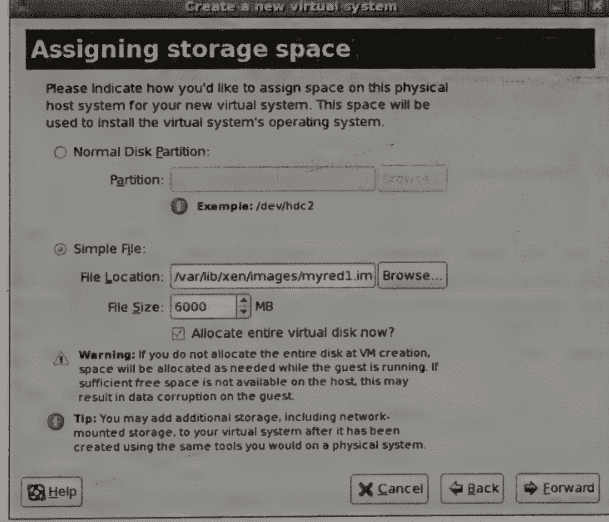 Create a new virtual system
Assigning storage space
Please indicate how you'd like to assign space on this physical
host system for your new virtual system. This space will be
used to install the virtual system's operating system.
Normal Disk Partition:
Partition: Browse...
Example: /dev/hdc2
Simple File:
File Location: /var/lib/xen/images/myred1.im Browse...
File Size: 6000 MB
Allocate entire virtual disk now?
Warning: If you do not allocate the entire disk at VM creation,
space will be allocated as needed while the guest is running. If
sufficient free space is not available on the host, this may
result in data corruption on the guest.
Tip: You may add additional storage, including network-
mounted storage, to your virtual system after it has been
created using the same tools you would on a physical system.
Help Cancel Back Forward